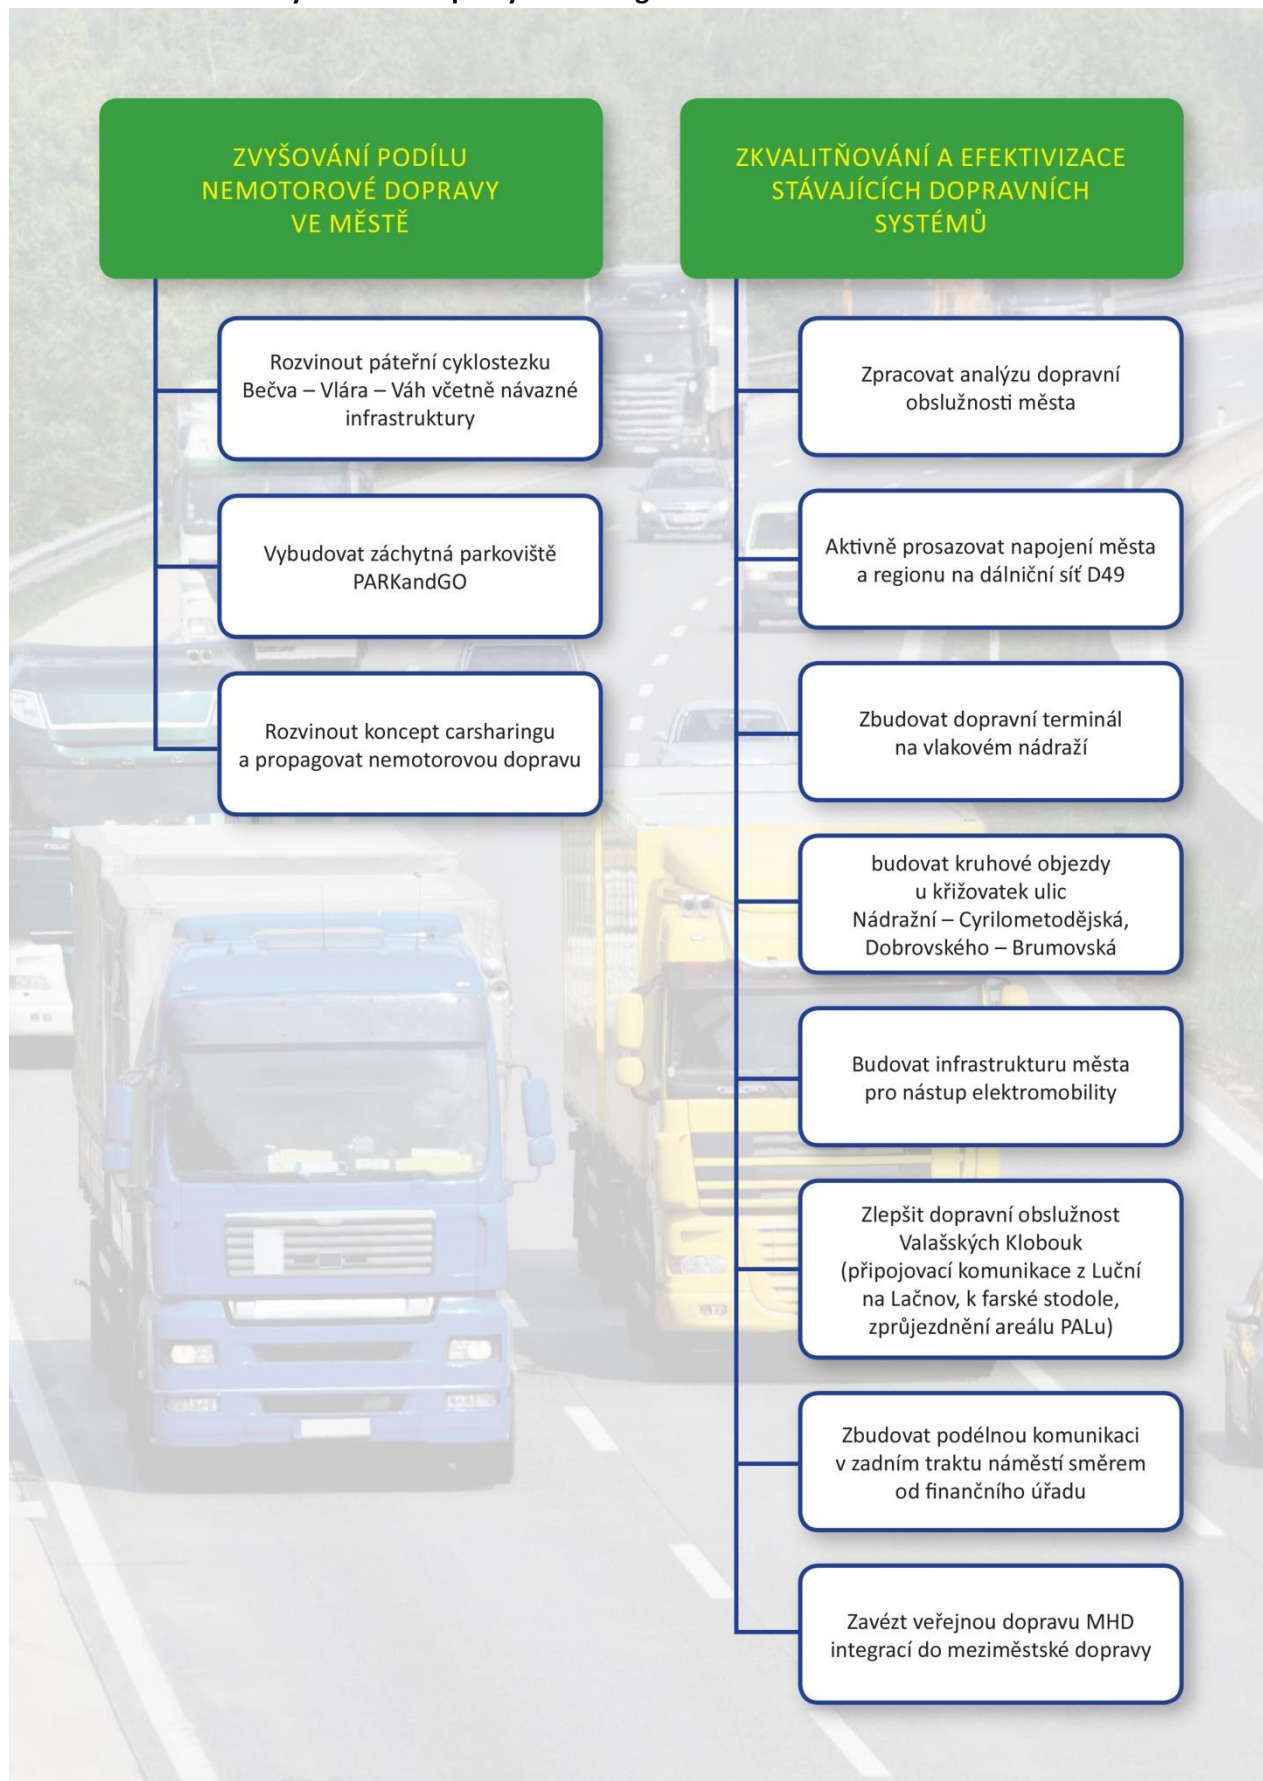 ZVYŠOVÁNÍ PODÍLU
NEMOTOROVÉ DOPRAVY
VE MĚSTĚ
Rozvinout páteřní cyklostezku
Bečva – Vlára – Váh včetně návazné
infrastruktury
Vybudovat záchytná parkoviště
PARKandGO
Rozvinout koncept carsharingu
a propagovat nemotorovou dopravu
ZKVALITŇOVÁNÍ A EFEKTIVIZACE
STÁVAJÍCÍCH DOPRAVNÍCH
SYSTÉMŮ
Zpracovat analýzu dopravní
obslužnosti města
Aktivně prosazovat napojení města
a regionu na dálniční síť D49
Zbudovat dopravní terminál
na vlakovém nádraží
budovat kruhové objezdy
u křižovatek ulic
Nádražní – Cyrilometodějská,
Dobrovského – Brumovská
Budovat infrastrukturu města
pro nástup elektromobility
Zlepšit dopravní obslužnost
Valašských Klobouk
(připojovací komunikace z Luční
na Lačnov, k farské stodole,
zprůjezdnění areálu PALu)
Zbudovat podélnou komunikaci
v zadním traktu náměstí směrem
od finančního úřadu
Zavézt veřejnou dopravu MHD
integrací do meziměstské dopravy